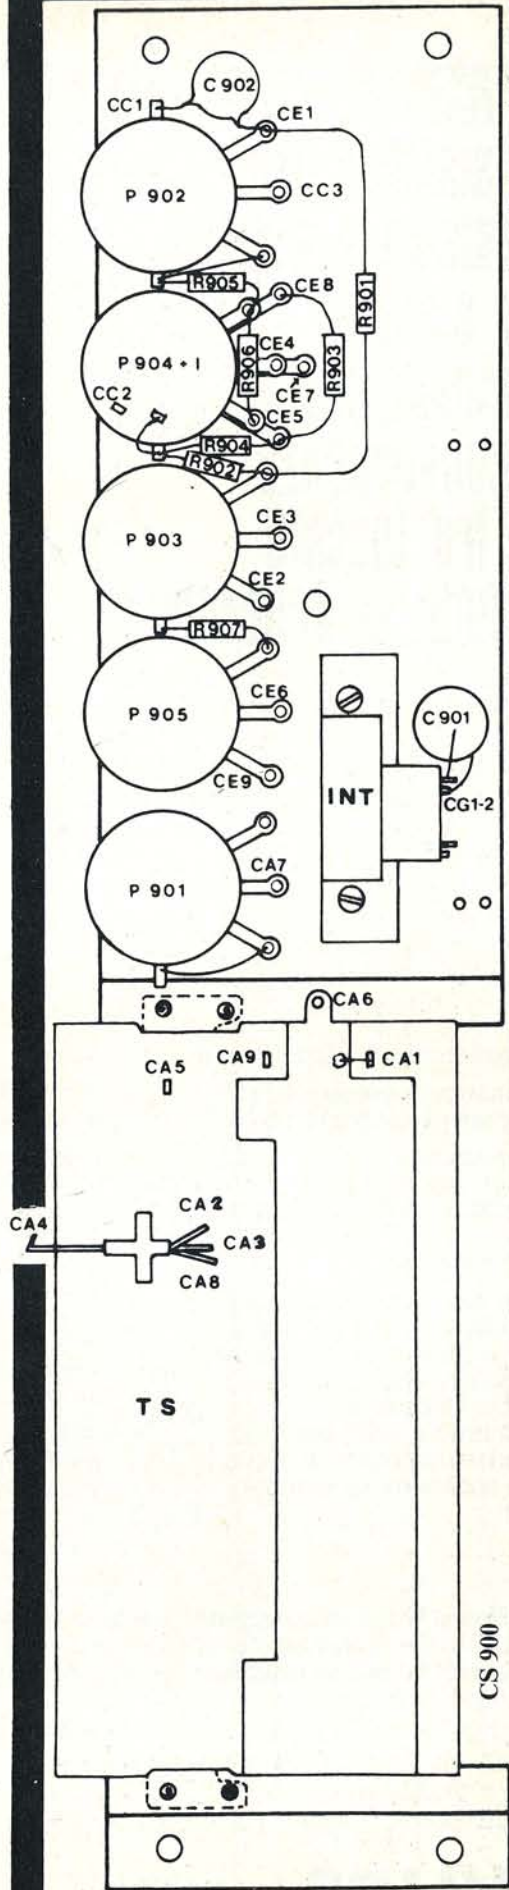 C 902
CC1
CE1
P 902
CC3
R905
CE8
R901
P 904 + I
R906
CE4
R903
CE7
CC2
CE5
R904
R902
P 903
CE3
CE2
R907
P 905
CE6
CE9
C 901
INT
CG1-2
P 901
CA7
CA6
CA5
CA9
CA1
CA4
CA2
CA3
CA8
TS
CS 900